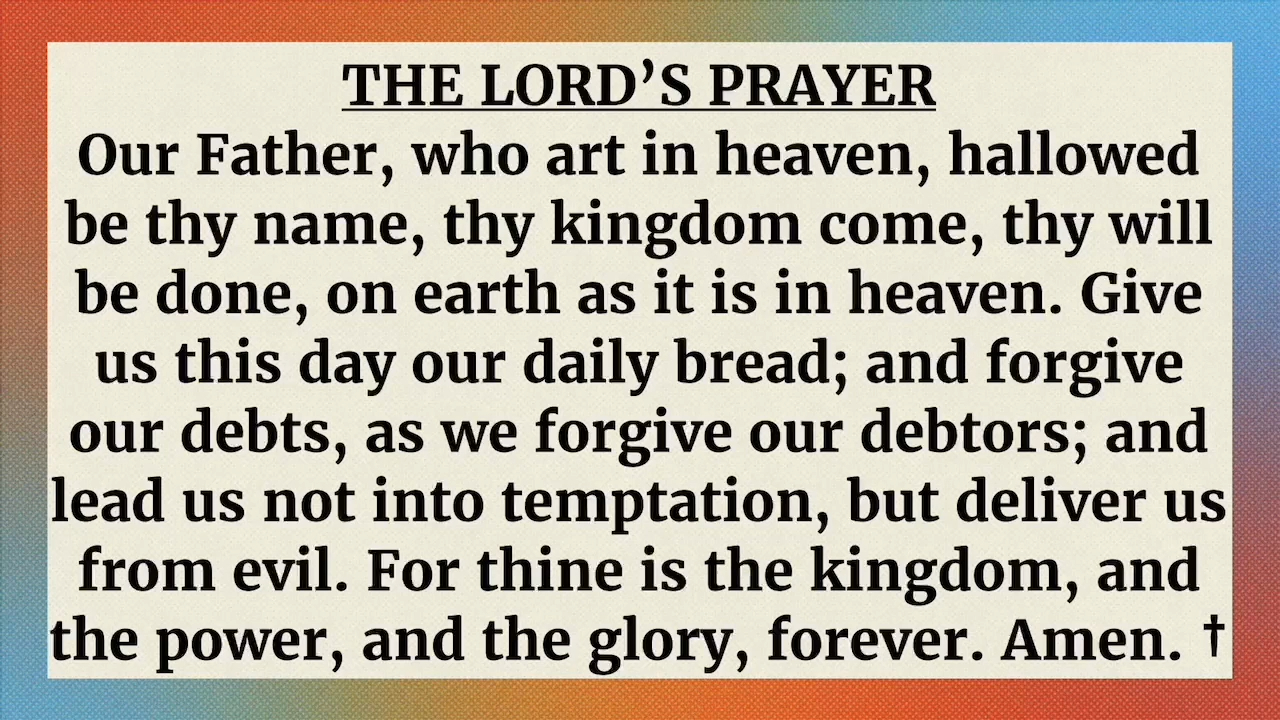 THE LORD’S PRAYER
Our Father, who art in heaven, hallowed
be thy name, thy kingdom come, thy will
be done, on earth as it is in heaven. Give
us this day our daily bread; and forgive
our debts, as we forgive our debtors; and
lead us not into temptation, but deliver us
from evil. For thine is the kingdom, and
the power, and the glory, forever. Amen. †